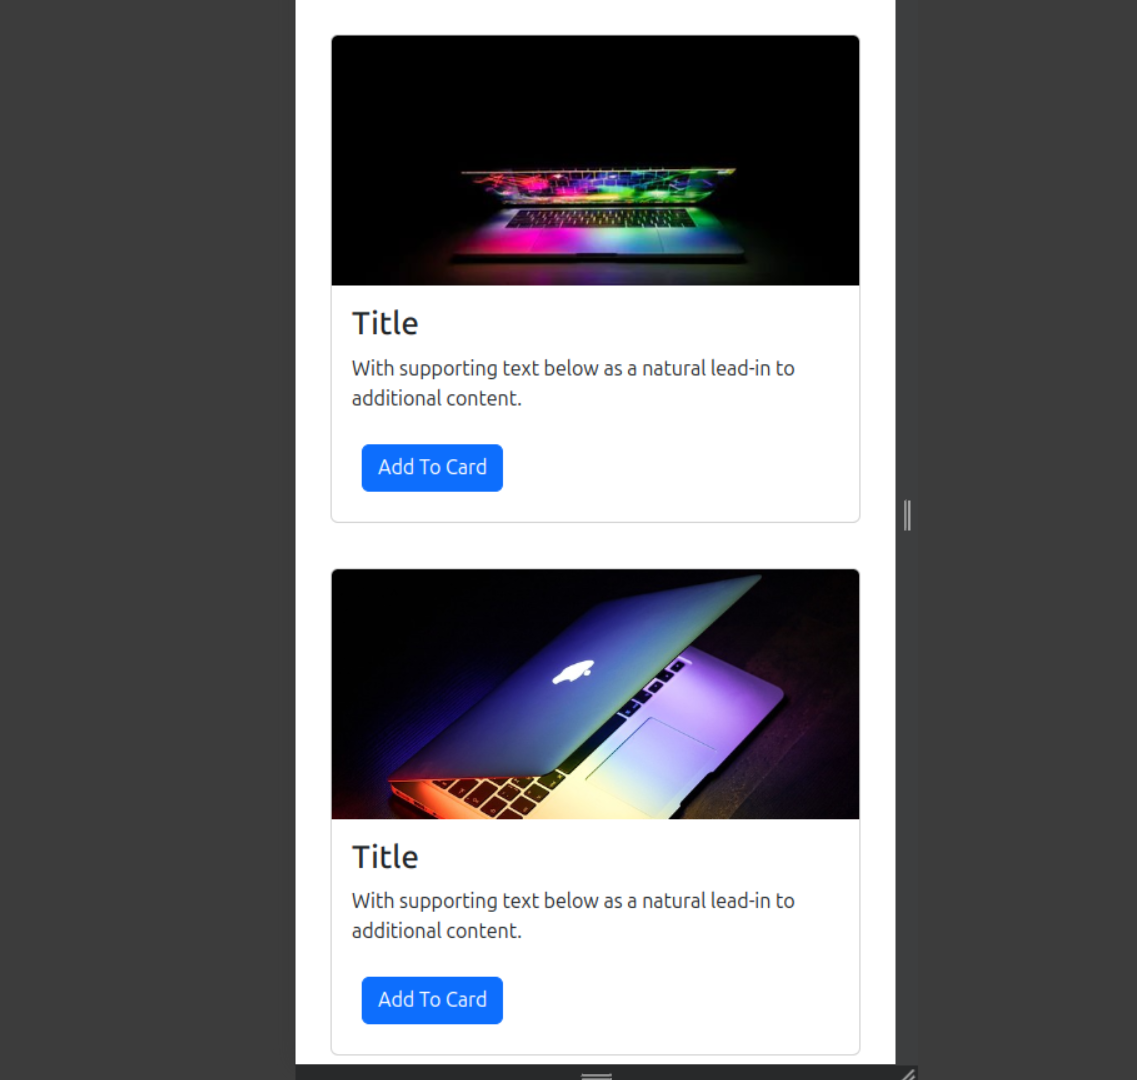 Title
With supporting text below as a natural lead-in to
additional content.
Add To Card
Title
With supporting text below as a natural lead-in to
additional content.
Add To Card